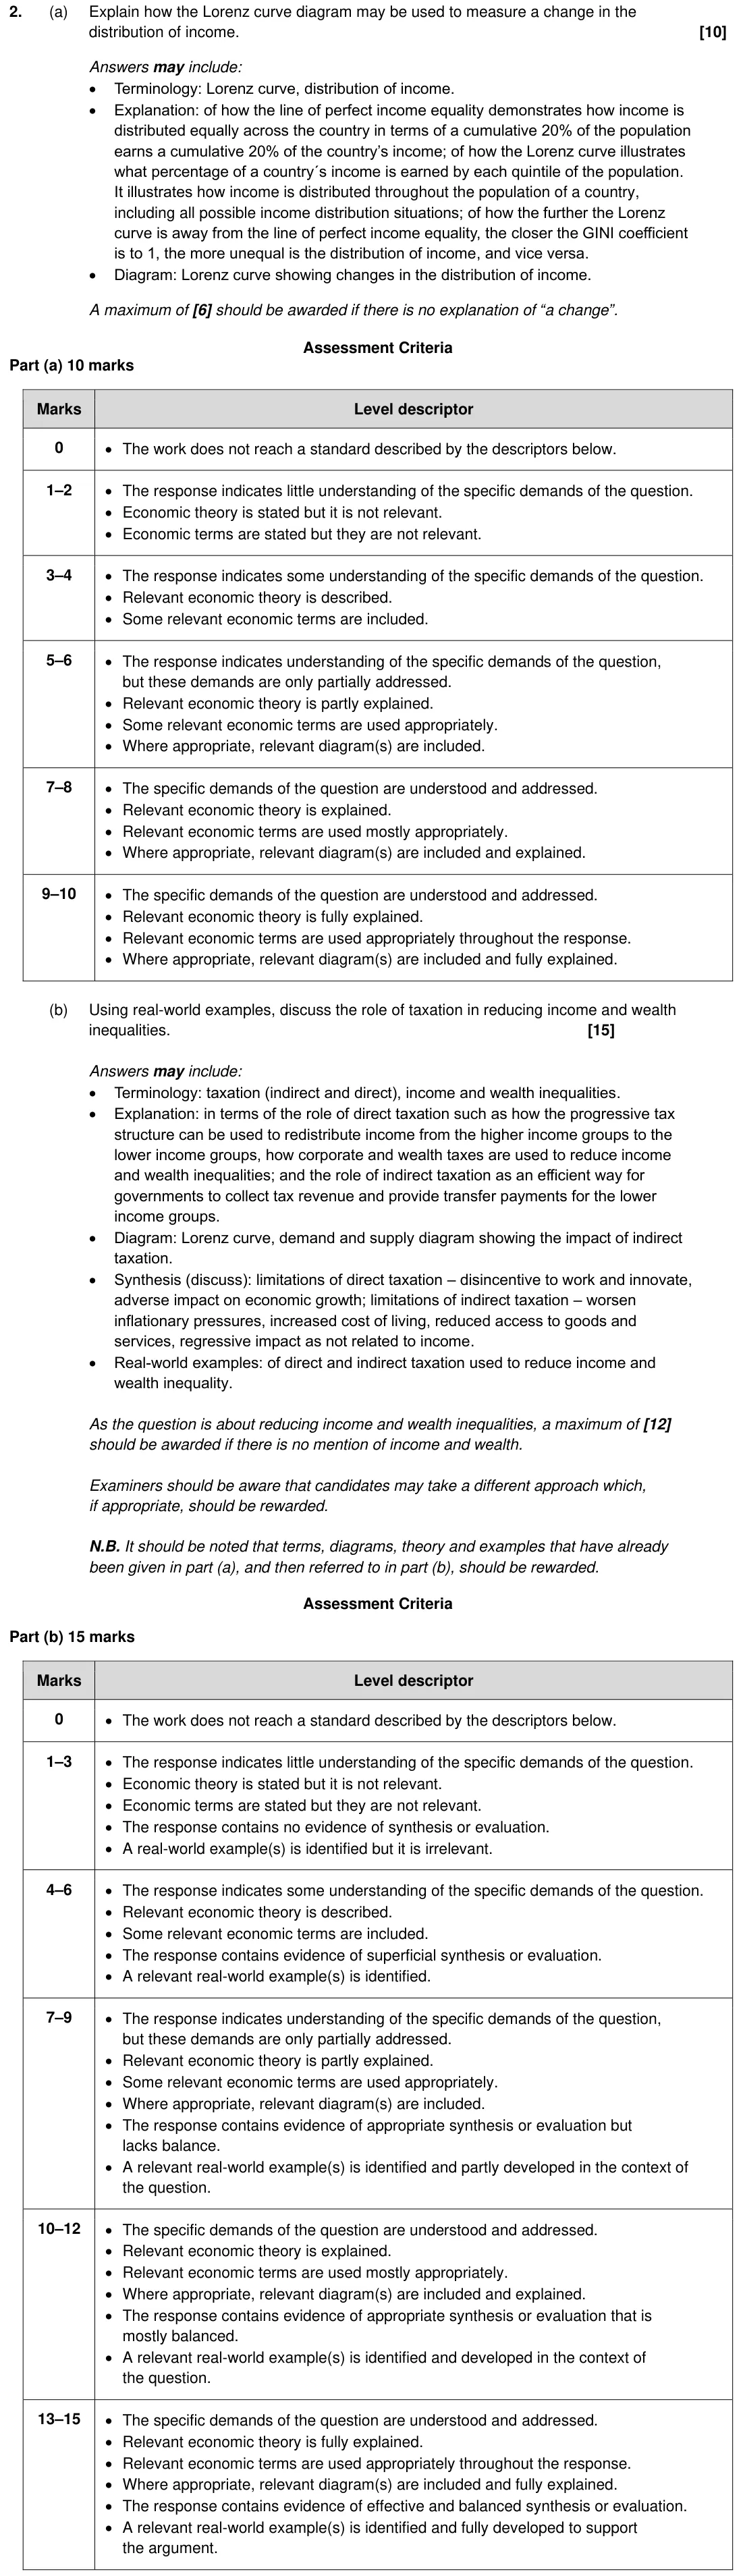 2. (a) Explain how the Lorenz curve diagram may be used to measure a change in the
distribution of income. [10]
Answers may include:
• Terminology: Lorenz curve, distribution of income.
• Explanation: of how the line of perfect income equality demonstrates how income is
distributed equally across the country in terms of a cumulative 20% of the population
earns a cumulative 20% of the country's income; of how the Lorenz curve illustrates
what percentage of a country´s income is earned by each quintile of the population.
It illustrates how income is distributed throughout the population of a country,
including all possible income distribution situations; of how the further the Lorenz
curve is away from the line of perfect income equality, the closer the GINI coefficient
is to 1, the more unequal is the distribution of income, and vice versa.
• Diagram: Lorenz curve showing changes in the distribution of income.
A maximum of [6] should be awarded if there is no explanation of “a change”.
Assessment Criteria
Part (a) 10 marks
Marks Level descriptor
0 • The work does not reach a standard described by the descriptors below.
1–2 • The response indicates little understanding of the specific demands of the question.
• Economic theory is stated but it is not relevant.
• Economic terms are stated but they are not relevant.
3–4 • The response indicates some understanding of the specific demands of the question.
• Relevant economic theory is described.
• Some relevant economic terms are included.
5–6 • The response indicates understanding of the specific demands of the question,
but these demands are only partially addressed.
• Relevant economic theory is partly explained.
• Some relevant economic terms are used appropriately.
• Where appropriate, relevant diagram(s) are included.
7–8 • The specific demands of the question are understood and addressed.
• Relevant economic theory is explained.
• Relevant economic terms are used mostly appropriately.
• Where appropriate, relevant diagram(s) are included and explained.
9–10 • The specific demands of the question are understood and addressed.
• Relevant economic theory is fully explained.
• Relevant economic terms are used appropriately throughout the response.
• Where appropriate, relevant diagram(s) are included and fully explained.
(b) Using real-world examples, discuss the role of taxation in reducing income and wealth
inequalities. [15]
Answers may include:
• Terminology: taxation (indirect and direct), income and wealth inequalities.
• Explanation: in terms of the role of direct taxation such as how the progressive tax
structure can be used to redistribute income from the higher income groups to the
lower income groups, how corporate and wealth taxes are used to reduce income
and wealth inequalities; and the role of indirect taxation as an efficient way for
governments to collect tax revenue and provide transfer payments for the lower
income groups.
• Diagram: Lorenz curve, demand and supply diagram showing the impact of indirect
taxation.
• Synthesis (discuss): limitations of direct taxation – disincentive to work and innovate,
adverse impact on economic growth; limitations of indirect taxation – worsen
inflationary pressures, increased cost of living, reduced access to goods and
services, regressive impact as not related to income.
• Real-world examples: of direct and indirect taxation used to reduce income and
wealth inequality.
As the question is about reducing income and wealth inequalities, a maximum of [12]
should be awarded if there is no mention of income and wealth.
Examiners should be aware that candidates may take a different approach which,
if appropriate, should be rewarded.
N.B. It should be noted that terms, diagrams, theory and examples that have already
been given in part (a), and then referred to in part (b), should be rewarded.
Assessment Criteria
Part (b) 15 marks
Marks Level descriptor
0 • The work does not reach a standard described by the descriptors below.
1–3 • The response indicates little understanding of the specific demands of the question.
• Economic theory is stated but it is not relevant.
• Economic terms are stated but they are not relevant.
• The response contains no evidence of synthesis or evaluation.
• A real-world example(s) is identified but it is irrelevant.
4–6 • The response indicates some understanding of the specific demands of the question.
• Relevant economic theory is described.
• Some relevant economic terms are included.
• The response contains evidence of superficial synthesis or evaluation.
• A relevant real-world example(s) is identified.
7–9 • The response indicates understanding of the specific demands of the question,
but these demands are only partially addressed.
• Relevant economic theory is partly explained.
• Some relevant economic terms are used appropriately.
• Where appropriate, relevant diagram(s) are included.
• The response contains evidence of appropriate synthesis or evaluation but
lacks balance.
• A relevant real-world example(s) is identified and partly developed in the context of
the question.
10–12 • The specific demands of the question are understood and addressed.
• Relevant economic theory is explained.
• Relevant economic terms are used mostly appropriately.
• Where appropriate, relevant diagram(s) are included and explained.
• The response contains evidence of appropriate synthesis or evaluation that is
mostly balanced.
• A relevant real-world example(s) is identified and developed in the context of
the question.
13–15 • The specific demands of the question are understood and addressed.
• Relevant economic theory is fully explained.
• Relevant economic terms are used appropriately throughout the response.
• Where appropriate, relevant diagram(s) are included and fully explained.
• The response contains evidence of effective and balanced synthesis or evaluation.
• A relevant real-world example(s) is identified and fully developed to support
the argument.